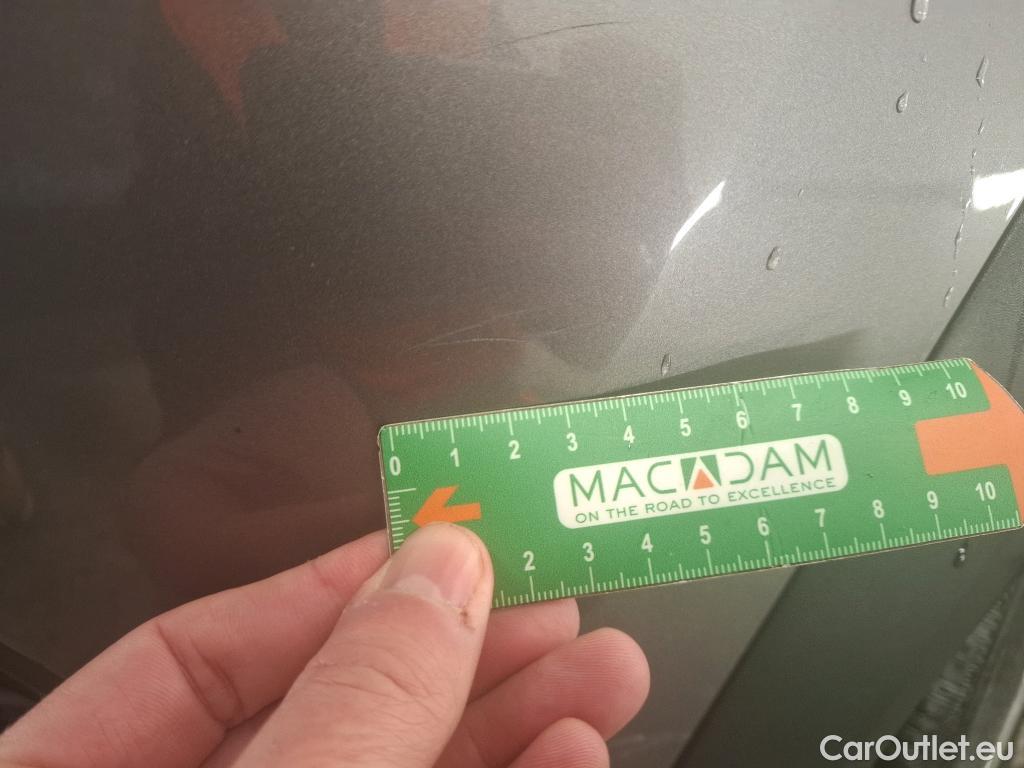 0 1 2 3 4 5 6 7 8 9 10
MACADAM
ON THE ROAD TO EXCELLENCE
2 3 4 5 6 7 8 9 10
CarOutlet.eu